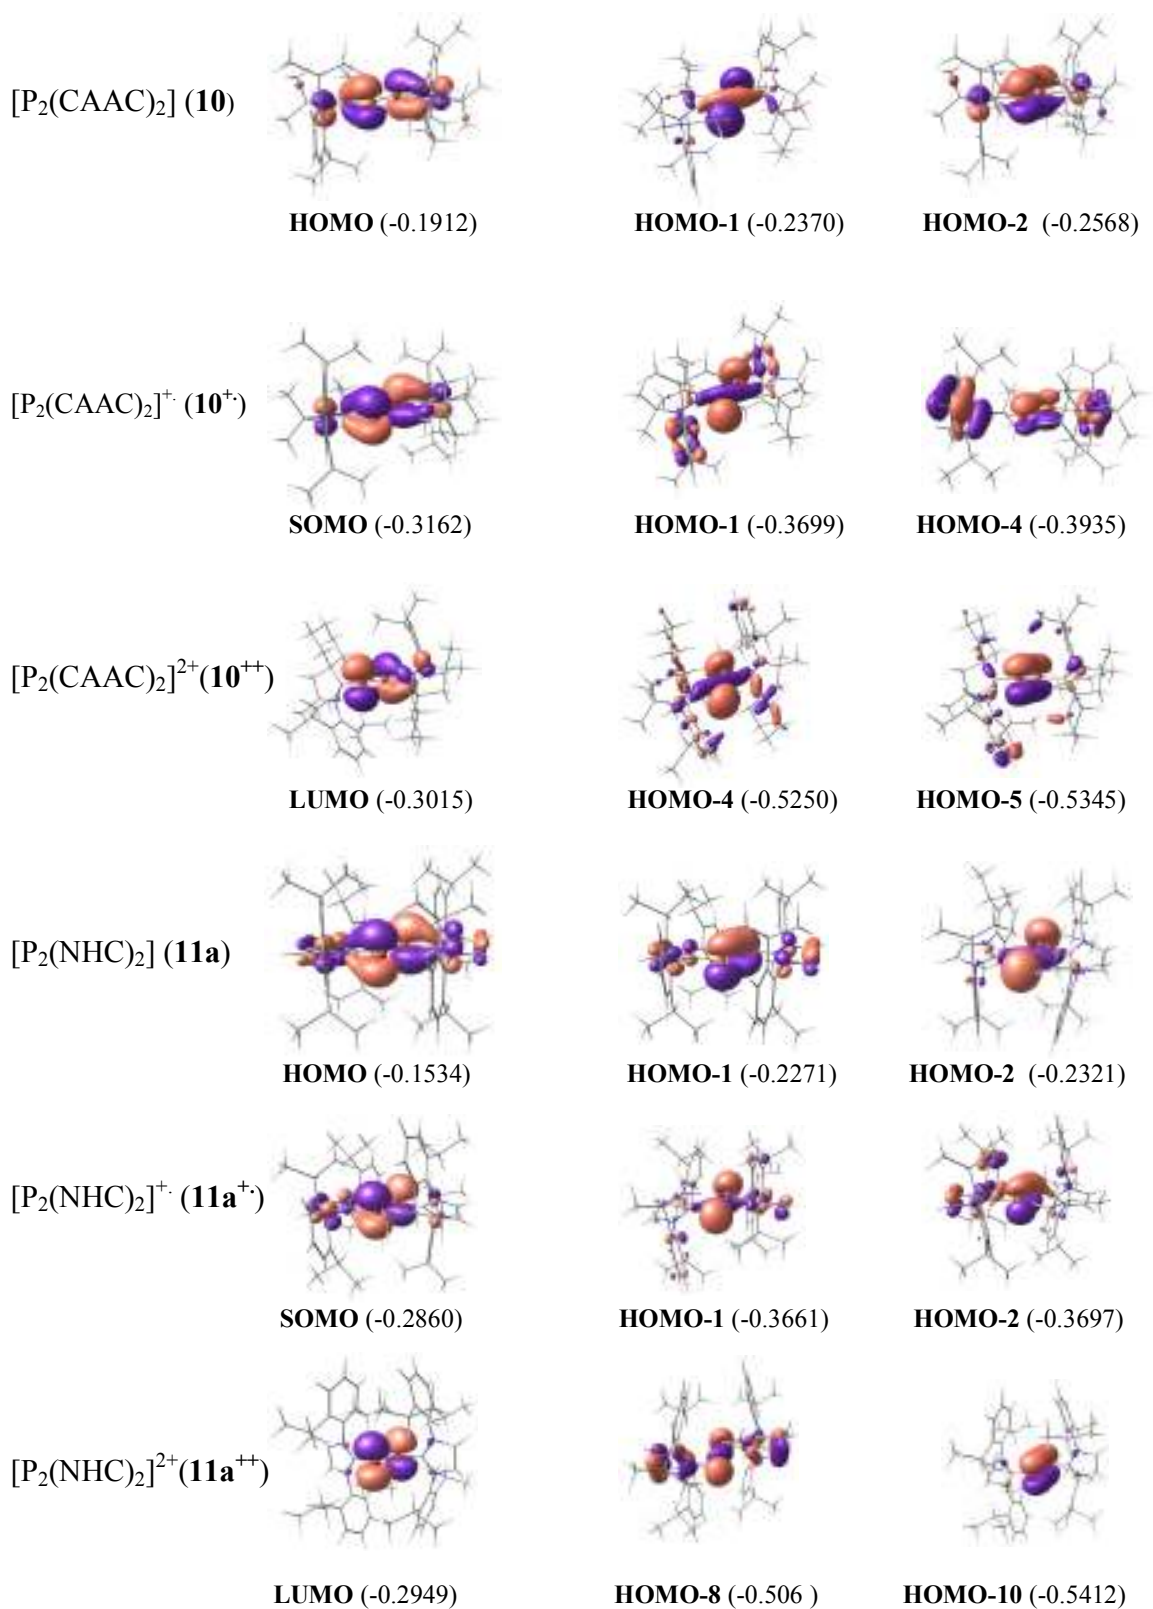 [P₂(CAAC)₂] (10)
HOMO (-0.1912) HOMO-1 (-0.2370) HOMO-2 (-0.2568)
[P₂(CAAC)₂]⁺· (10⁺·)
SOMO (-0.3162) HOMO-1 (-0.3699) HOMO-4 (-0.3935)
[P₂(CAAC)₂]²⁺(10⁺⁺)
LUMO (-0.3015) HOMO-4 (-0.5250) HOMO-5 (-0.5345)
[P₂(NHC)₂] (11a)
HOMO (-0.1534) HOMO-1 (-0.2271) HOMO-2 (-0.2321)
[P₂(NHC)₂]⁺· (11a⁺·)
SOMO (-0.2860) HOMO-1 (-0.3661) HOMO-2 (-0.3697)
[P₂(NHC)₂]²⁺(11a⁺⁺)
LUMO (-0.2949) HOMO-8 (-0.506 ) HOMO-10 (-0.5412)